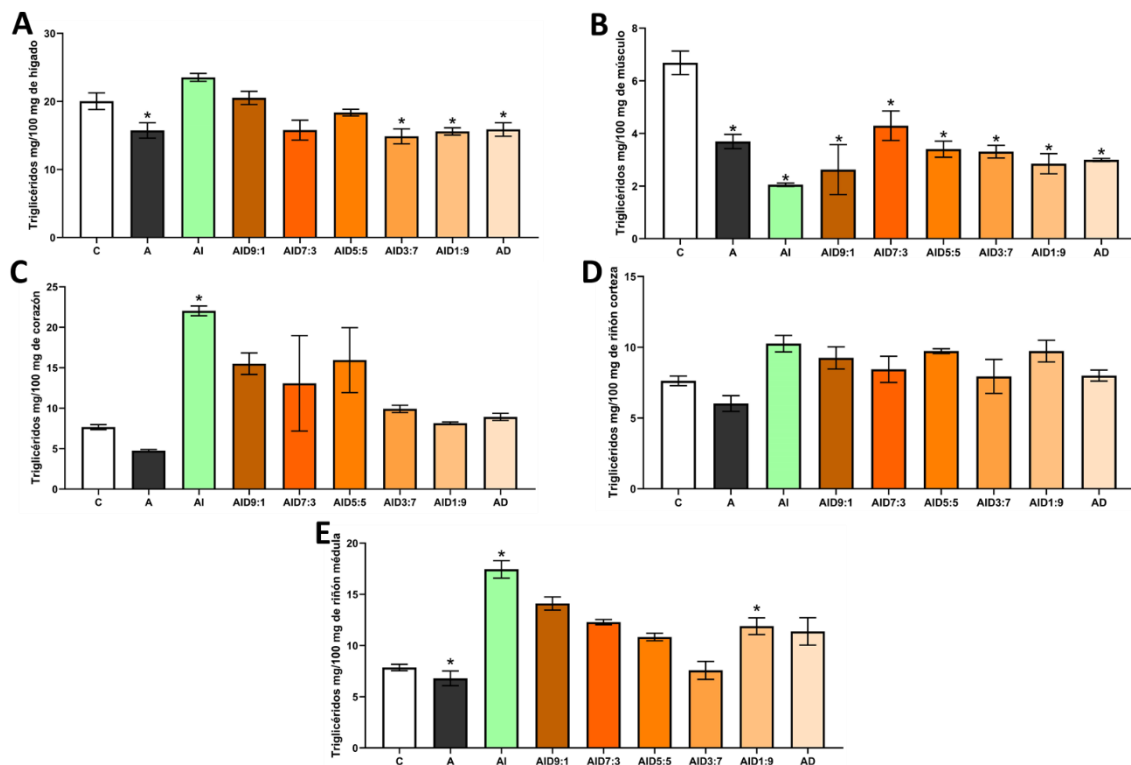 A
Triglicéridos mg/100 mg de hígado
30
20
10
0
* * * *
C A AI AID9:1 AID7:3 AID5:5 AID3:7 AID1:9 AD
B
Triglicéridos mg/100 mg de músculo
8
6
4
2
0
* * * * * * * *
C A AI AID9:1 AID7:3 AID5:5 AID3:7 AID1:9 AD
C
Triglicéridos mg/100 mg de corazón
25
20
15
10
5
0
*
C A AI AID9:1 AID7:3 AID5:5 AID3:7 AID1:9 AD
D
Triglicéridos mg/100 mg de riñón corteza
15
10
5
0
C A AI AID9:1 AID7:3 AID5:5 AID3:7 AID1:9 AD
E
Triglicéridos mg/100 mg de riñón médula
20
15
10
5
0
* * *
C A AI AID9:1 AID7:3 AID5:5 AID3:7 AID1:9 AD